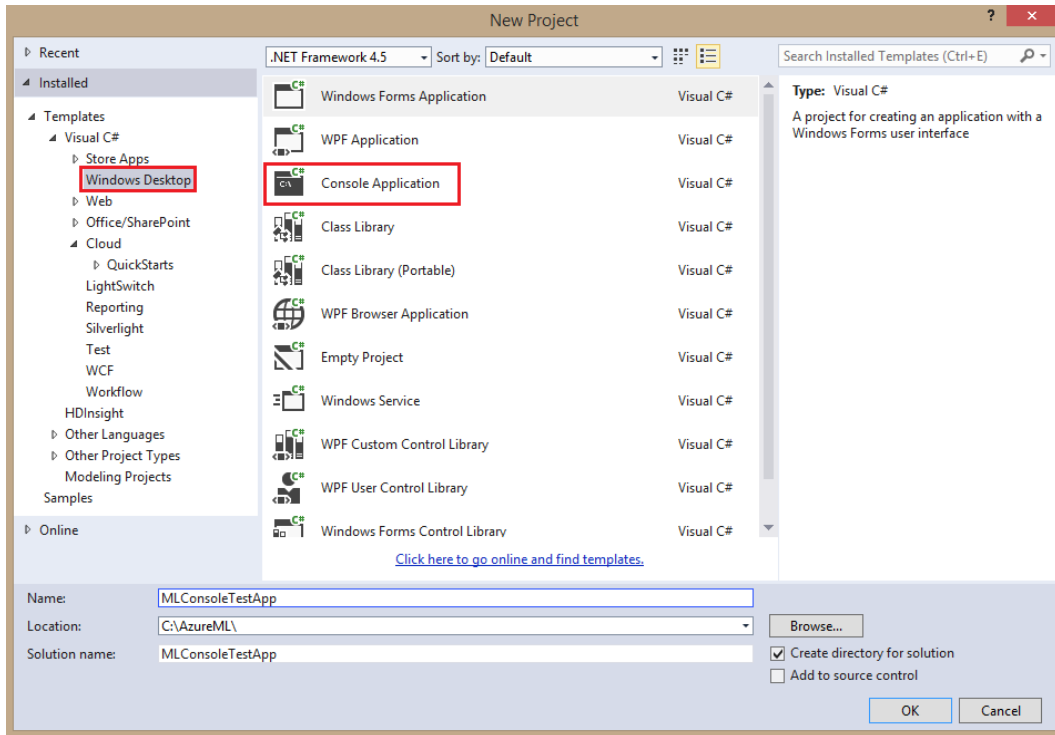 New Project
?
Recent
Installed
Templates
Visual C#
Store Apps
Windows Desktop
Web
Office/SharePoint
Cloud
QuickStarts
LightSwitch
Reporting
Silverlight
Test
WCF
Workflow
HDInsight
Other Languages
Other Project Types
Modeling Projects
Samples
Online
.NET Framework 4.5 Sort by: Default
C# Windows Forms Application Visual C#
C# WPF Application Visual C#
C# C:\ Console Application Visual C#
C# Class Library Visual C#
C# Class Library (Portable) Visual C#
C# WPF Browser Application Visual C#
C# Empty Project Visual C#
C# Windows Service Visual C#
C# WPF Custom Control Library Visual C#
C# WPF User Control Library Visual C#
C# Windows Forms Control Library Visual C#
Click here to go online and find templates.
Search Installed Templates (Ctrl+E)
Type: Visual C#
A project for creating an application with a
Windows Forms user interface
Name: MLConsoleTestApp
Location: C:\AzureML\ Browse...
Solution name: MLConsoleTestApp
Create directory for solution
Add to source control
OK Cancel